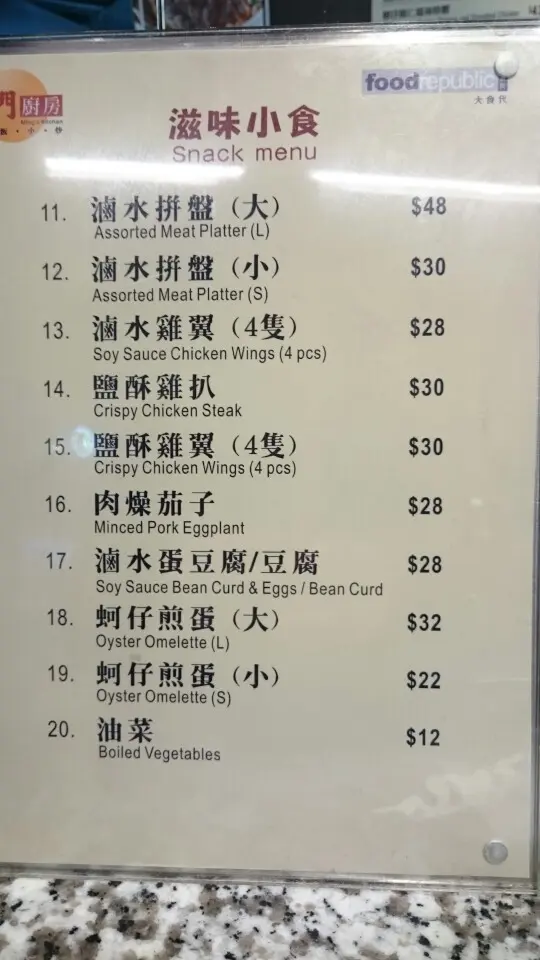 門廚房
飯·小·炒
foodrepublic
大食代
滋味小食
Snack menu
11. 滷水拼盤（大） $48
Assorted Meat Platter (L)
12. 滷水拼盤（小） $30
Assorted Meat Platter (S)
13. 滷水雞翼（4隻） $28
Soy Sauce Chicken Wings (4 pcs)
14. 鹽酥雞扒 $30
Crispy Chicken Steak
15. 鹽酥雞翼（4隻） $30
Crispy Chicken Wings (4 pcs)
16. 肉燥茄子 $28
Minced Pork Eggplant
17. 滷水蛋豆腐/豆腐 $28
Soy Sauce Bean Curd & Eggs / Bean Curd
18. 蚵仔煎蛋（大） $32
Oyster Omelette (L)
19. 蚵仔煎蛋（小） $22
Oyster Omelette (S)
20. 油菜 $12
Boiled Vegetables